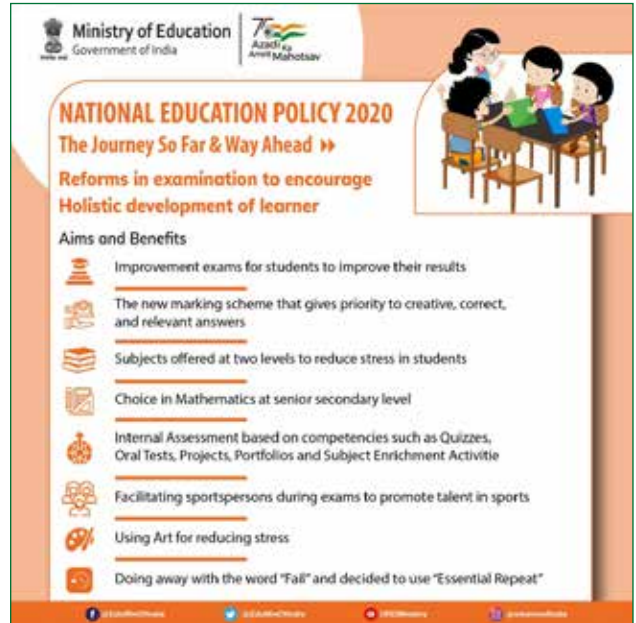 Ministry of Education
Government of India
Azadi Ka
Amrit Mahotsav
NATIONAL EDUCATION POLICY 2020
The Journey So Far & Way Ahead
Reforms in examination to encourage
Holistic development of learner
Aims and Benefits
Improvement exams for students to improve their results
The new marking scheme that gives priority to creative, correct,
and relevant answers
Subjects offered at two levels to reduce stress in students
Choice in Mathematics at senior secondary level
Internal Assessment based on competencies such as Quizzes,
Oral Tests, Projects, Portfolios and Subject Enrichment Activitie
Facilitating sportspersons during exams to promote talent in sports
Using Art for reducing stress
Doing away with the word "Fail" and decided to use "Essential Repeat"